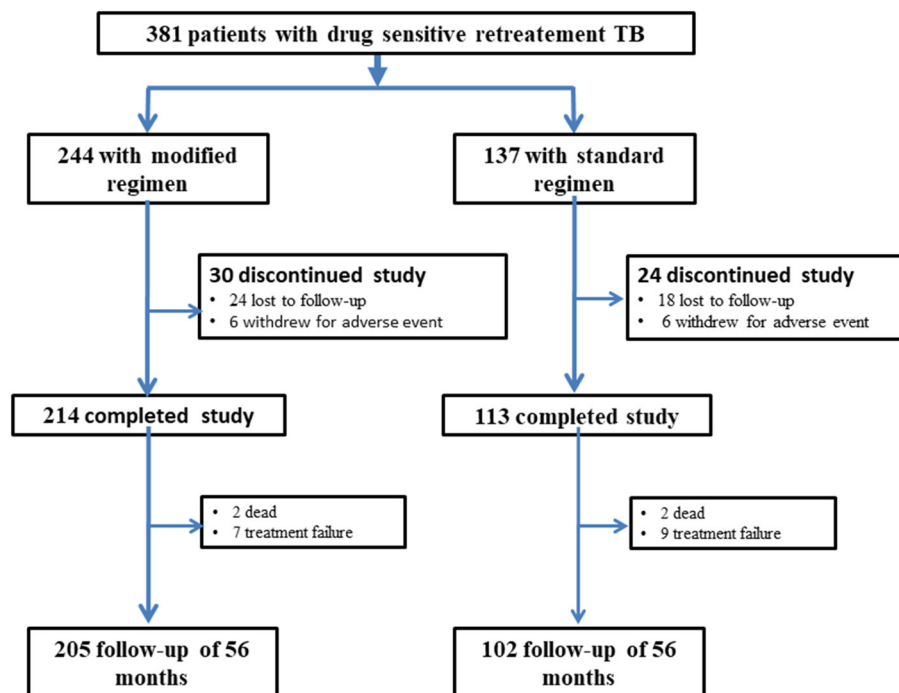 381 patients with drug sensitive retreatement TB
244 with modified
regimen
137 with standard
regimen
30 discontinued study
• 24 lost to follow-up
• 6 withdrew for adverse event
24 discontinued study
• 18 lost to follow-up
• 6 withdrew for adverse event
214 completed study
113 completed study
• 2 dead
• 7 treatment failure
• 2 dead
• 9 treatment failure
205 follow-up of 56
months
102 follow-up of 56
months